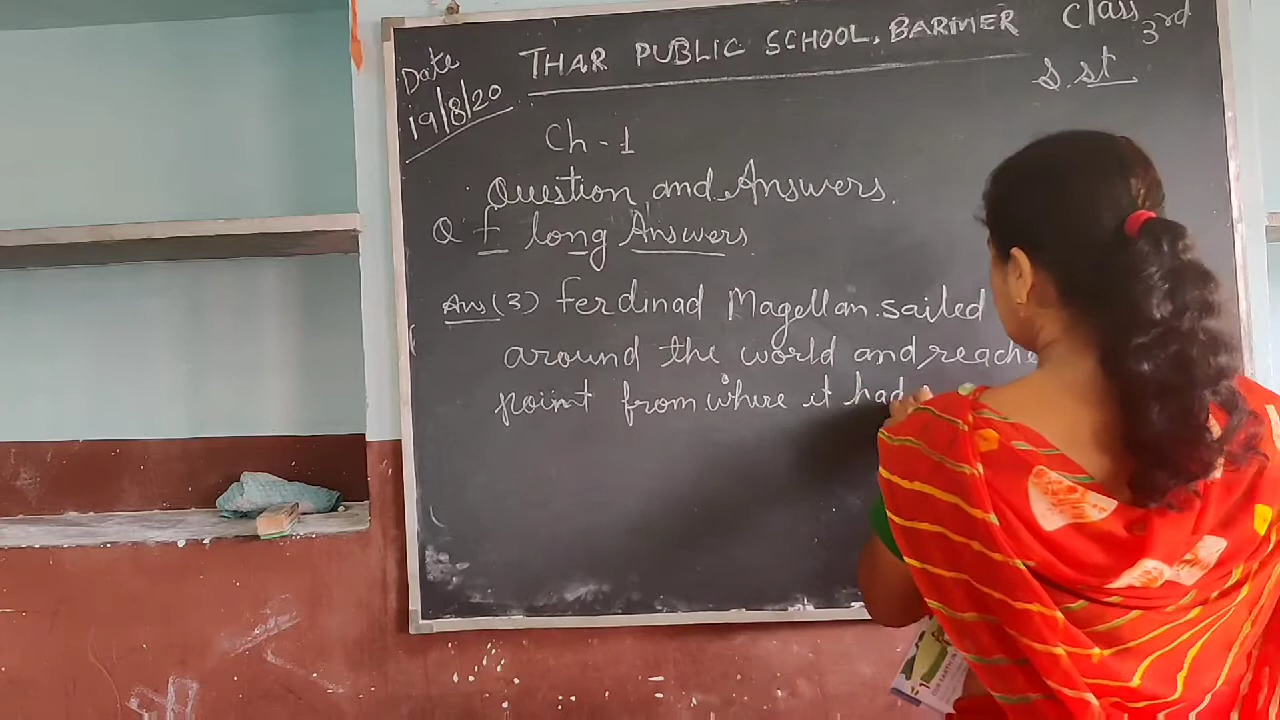 Date
19/8/20
THAR PUBLIC SCHOOL, BARMER
Class 3rd
S.st
Ch - 1
Question and Answers.
Q E long Answers.
Ans (3) Ferdinad Magellan sailed
around the world and reache
point from where it had